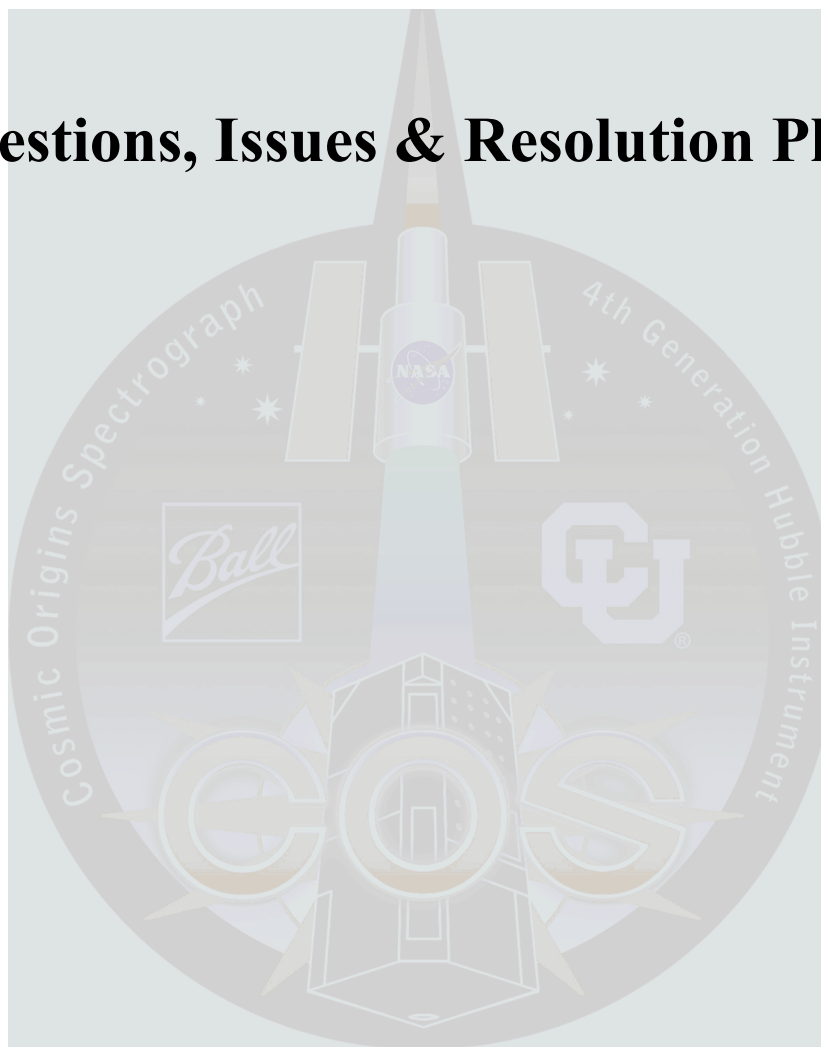 estions, Issues & Resolution Pl
Cosmic Origins Spectrograph
4th Generation Hubble Instrument
NASA
Ball
CU
®
COS